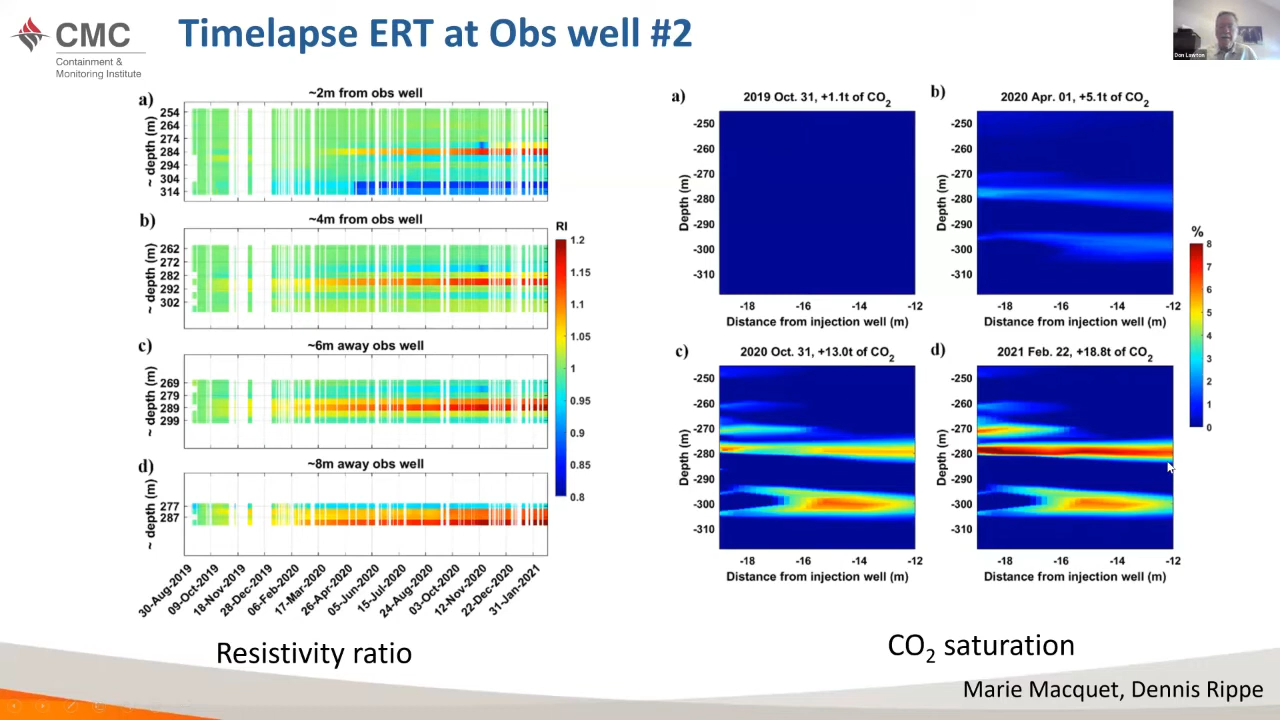 CMC
Containment &
Monitoring Institute
Timelapse ERT at Obs well #2
Don Lawton
a)
~2m from obs well
~ depth (m)
254
264
274
284
294
304
314
b)
~4m from obs well
~ depth (m)
262
272
282
292
302
c)
~6m away obs well
~ depth (m)
269
279
289
299
d)
~8m away obs well
~ depth (m)
277
287
30-Aug-2019
09-Oct-2019
18-Nov-2019
28-Dec-2019
06-Feb-2020
17-Mar-2020
26-Apr-2020
05-Jun-2020
15-Jul-2020
24-Aug-2020
03-Oct-2020
12-Nov-2020
22-Dec-2020
31-Jan-2021
RI
1.2
1.15
1.1
1.05
1
0.95
0.9
0.85
0.8
Resistivity ratio
a)
2019 Oct. 31, +1.1t of CO2
Depth (m)
-250
-260
-270
-280
-290
-300
-310
-18 -16 -14 -12
Distance from injection well (m)
b)
2020 Apr. 01, +5.1t of CO2
Depth (m)
-250
-260
-270
-280
-290
-300
-310
-18 -16 -14 -12
Distance from injection well (m)
c)
2020 Oct. 31, +13.0t of CO2
Depth (m)
-250
-260
-270
-280
-290
-300
-310
-18 -16 -14 -12
Distance from injection well (m)
d)
2021 Feb. 22, +18.8t of CO2
Depth (m)
-250
-260
-270
-280
-290
-300
-310
-18 -16 -14 -12
Distance from injection well (m)
%
8
7
6
5
4
3
2
1
0
CO2 saturation
Marie Macquet, Dennis Rippe